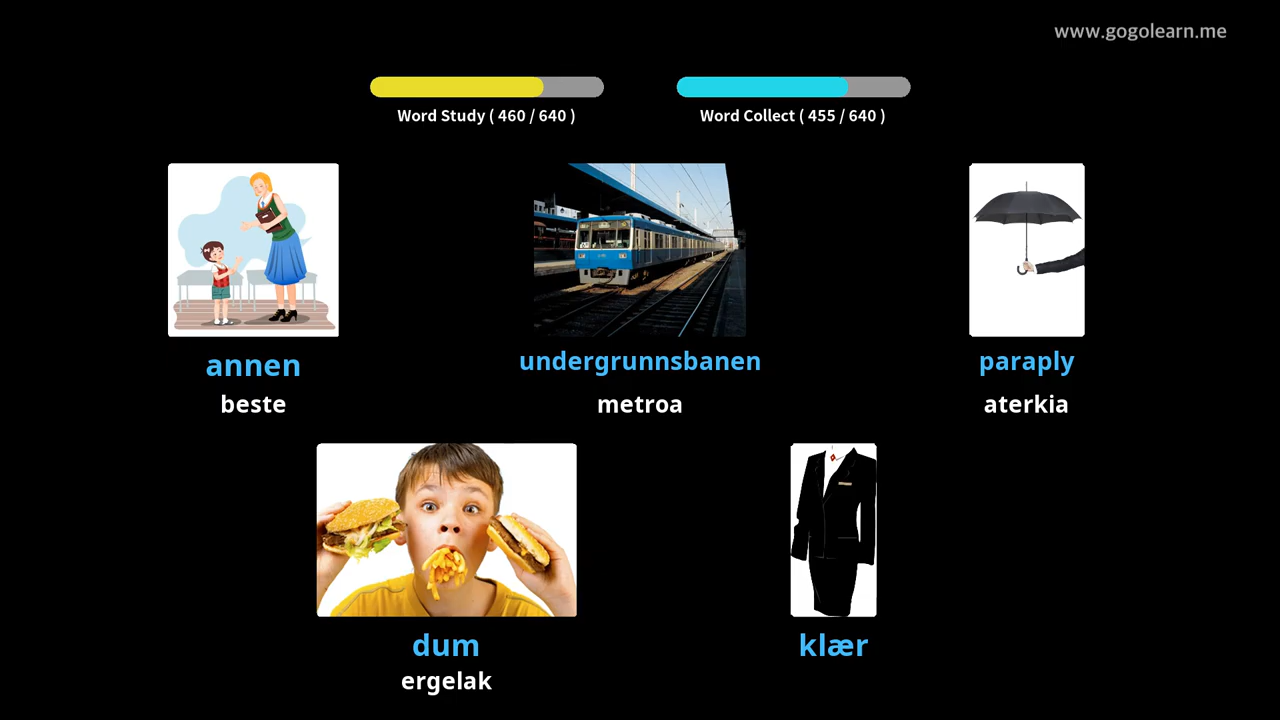 www.gogolearn.me
Word Study ( 460 / 640 )
Word Collect ( 455 / 640 )
annen
beste
undergrunnsbanen
metroa
paraply
aterkia
dum
ergelak
klær